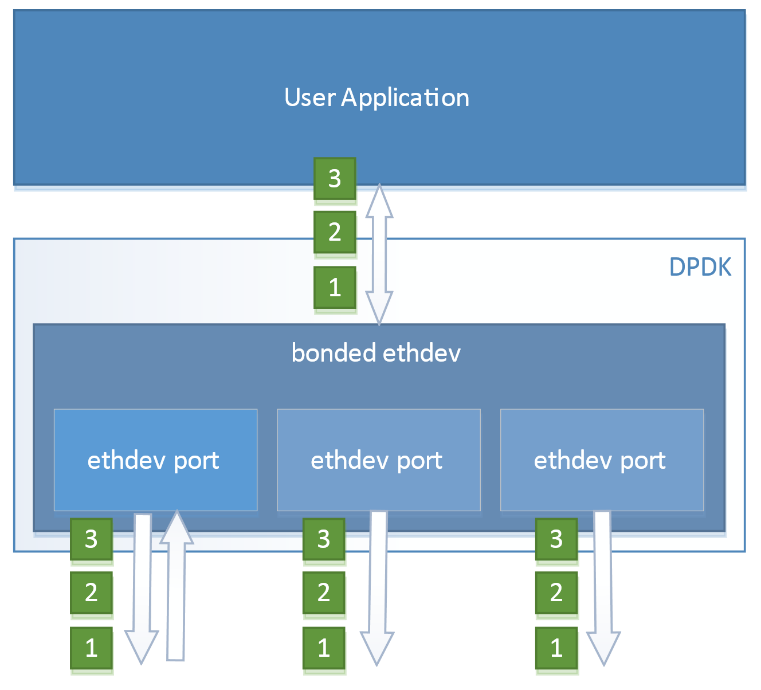 User Application
3
2
1
DPDK
bonded ethdev
ethdev port
ethdev port
ethdev port
3
3
3
2
2
2
1
1
1